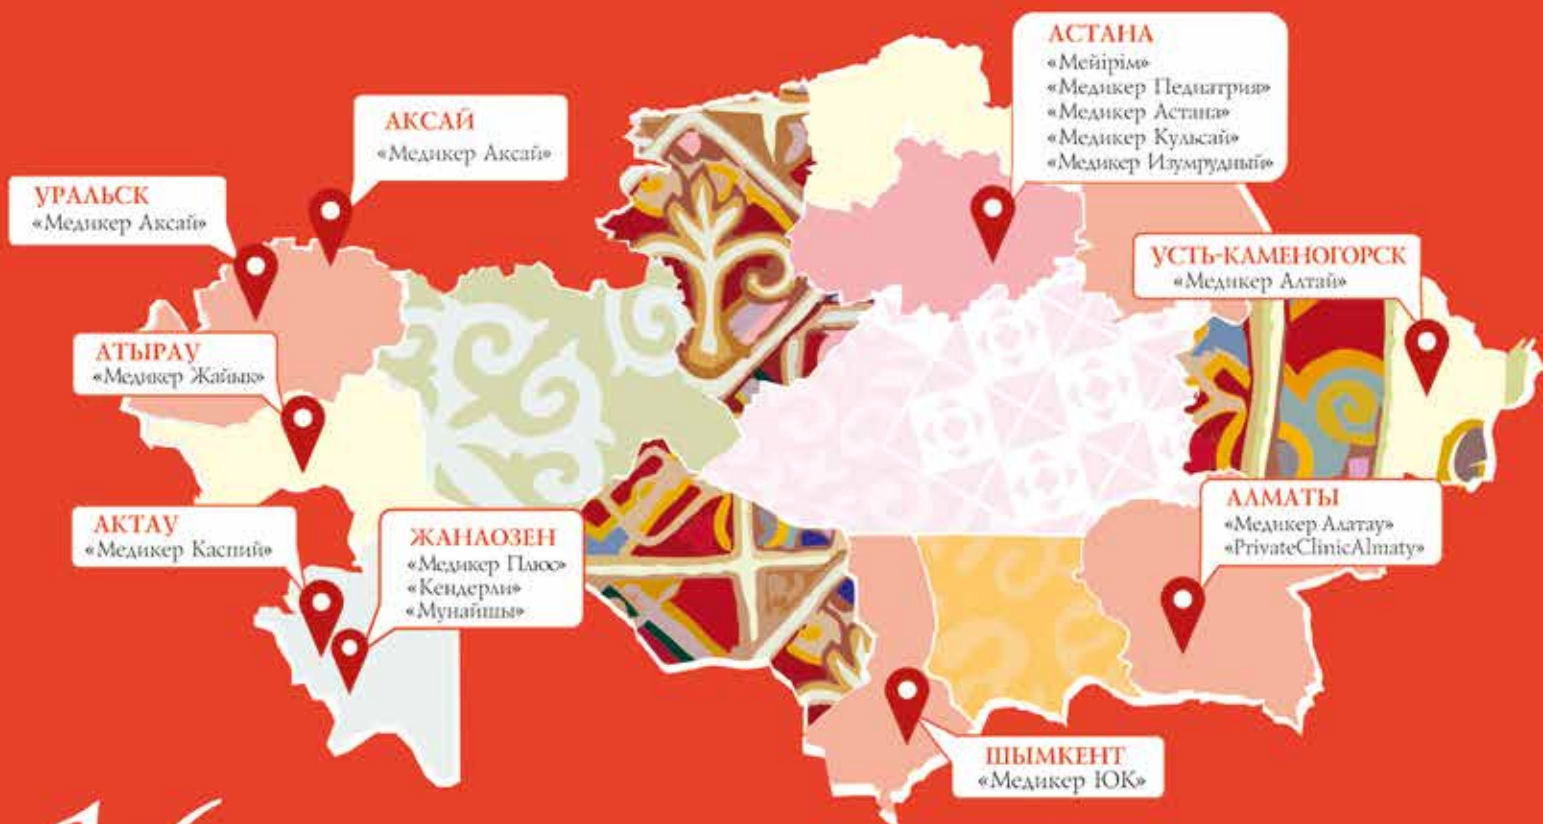 АСТАНА
«Мейірім»
«Медикер Педиатрия»
«Медикер Астана»
«Медикер Кульсай»
«Медикер Изумрудный»
АКСАЙ
«Медикер Аксай»
УРАЛЬСК
«Медикер Аксай»
УСТЬ-КАМЕНОГОРСК
«Медикер Алтай»
АТЫРАУ
«Медикер Жайык»
АКТАУ
«Медикер Каспий»
ЖАНАОЗЕН
«Медикер Плюс»
«Кендерли»
«Мунайшы»
АЛМАТЫ
«Медикер Алатау»
«PrivateClinicAlmaty»
ШЫМКЕНТ
«Медикер ЮК»